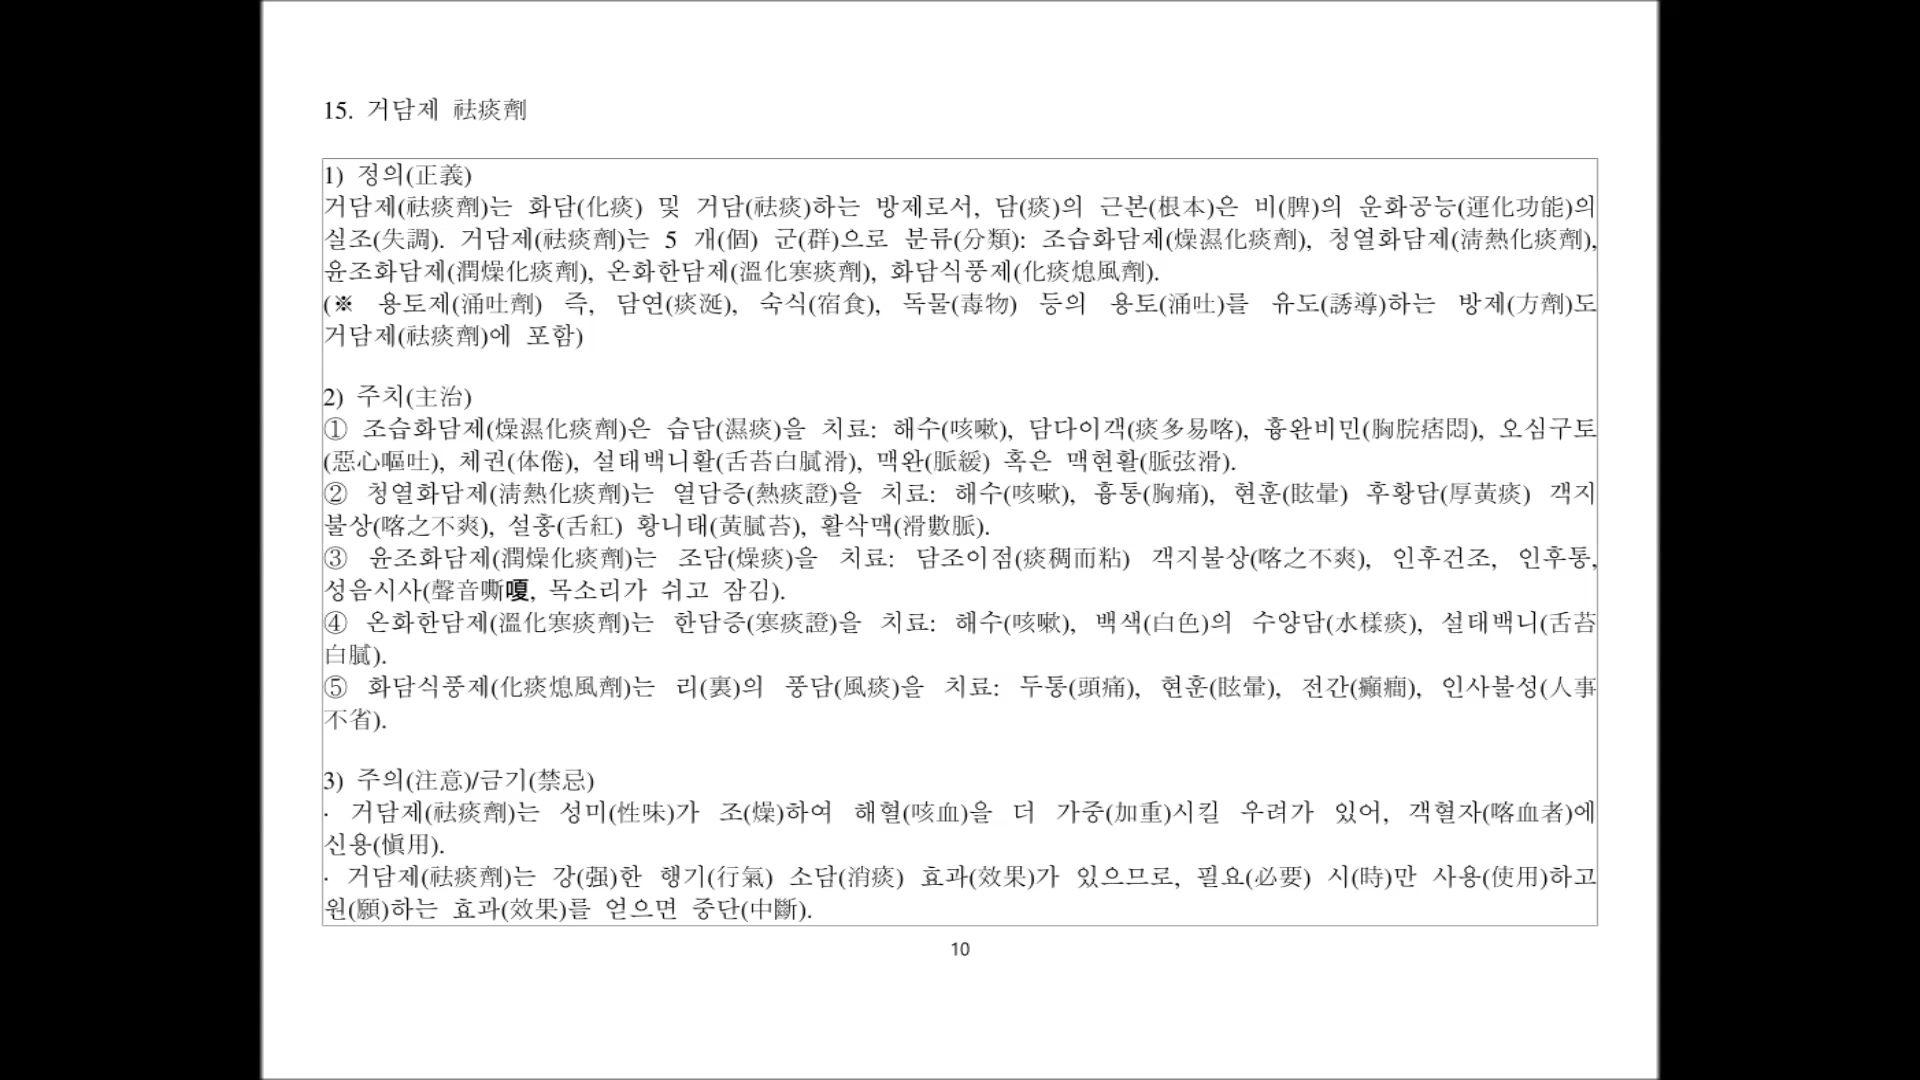 15. 거담제 祛痰劑
1) 정의(正義)
거담제(祛痰劑)는 화담(化痰) 및 거담(祛痰)하는 방제로서, 담(痰)의 근본(根本)은 비(脾)의 운화공능(運化功能)의
실조(失調). 거담제(祛痰劑)는 5 개(個) 군(群)으로 분류(分類): 조습화담제(燥濕化痰劑), 청열화담제(淸熱化痰劑),
윤조화담제(潤燥化痰劑), 온화한담제(溫化寒痰劑), 화담식풍제(化痰熄風劑).
(※ 용토제(涌吐劑) 즉, 담연(痰涎), 숙식(宿食), 독물(毒物) 등의 용토(涌吐)를 유도(誘導)하는 방제(方劑)도
거담제(祛痰劑)에 포함)
2) 주치(主治)
① 조습화담제(燥濕化痰劑)은 습담(濕痰)을 치료: 해수(咳嗽), 담다이객(痰多易喀), 흉완비민(胸脘痞悶), 오심구토
(惡心嘔吐), 체권(体倦), 설태백니활(舌苔白膩滑), 맥완(脈緩) 혹은 맥현활(脈弦滑).
② 청열화담제(淸熱化痰劑)는 열담증(熱痰證)을 치료: 해수(咳嗽), 흉통(胸痛), 현훈(眩暈) 후황담(厚黃痰) 객지
불상(喀之不爽), 설홍(舌紅) 황니태(黃膩苔), 활삭맥(滑數脈).
③ 윤조화담제(潤燥化痰劑)는 조담(燥痰)을 치료: 담조이점(痰稠而粘) 객지불상(喀之不爽), 인후건조, 인후통,
성음시사(聲音嘶嗄, 목소리가 쉬고 잠김).
④ 온화한담제(溫化寒痰劑)는 한담증(寒痰證)을 치료: 해수(咳嗽), 백색(白色)의 수양담(水樣痰), 설태백니(舌苔
白膩).
⑤ 화담식풍제(化痰熄風劑)는 리(裏)의 풍담(風痰)을 치료: 두통(頭痛), 현훈(眩暈), 전간(癲癎), 인사불성(人事
不省).
3) 주의(注意)/금기(禁忌)
· 거담제(祛痰劑)는 성미(性味)가 조(燥)하여 해혈(咳血)을 더 가중(加重)시킬 우려가 있어, 객혈자(喀血者)에
신용(愼用).
· 거담제(祛痰劑)는 강(强)한 행기(行氣) 소담(消痰) 효과(效果)가 있으므로, 필요(必要) 시(時)만 사용(使用)하고
원(願)하는 효과(效果)를 얻으면 중단(中斷).
10